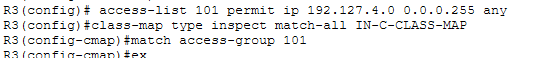 R3(config)# access-list 101 permit ip 192.127.4.0 0.0.0.255 any
R3(config)#class-map type inspect match-all IN-C-CLASS-MAP
R3(config-cmap)#match access-group 101
R3(config-cmap)#ex